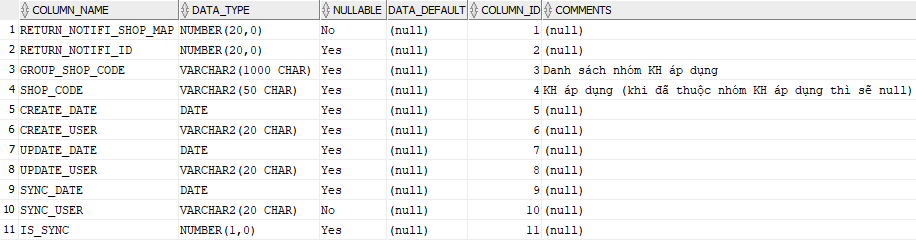 COLUMN_NAME DATA_TYPE NULLABLE DATA_DEFAULT COLUMN_ID COMMENTS
1 RETURN_NOTIFI_SHOP_MAP NUMBER(20,0) No (null) 1 (null)
2 RETURN_NOTIFI_ID NUMBER(20,0) Yes (null) 2 (null)
3 GROUP_SHOP_CODE VARCHAR2(1000 CHAR) Yes (null) 3 Danh sách nhóm KH áp dụng
4 SHOP_CODE VARCHAR2(50 CHAR) Yes (null) 4 KH áp dụng (khi đã thuộc nhóm KH áp dụng thì sẽ null)
5 CREATE_DATE DATE Yes (null) 5 (null)
6 CREATE_USER VARCHAR2(20 CHAR) Yes (null) 6 (null)
7 UPDATE_DATE DATE Yes (null) 7 (null)
8 UPDATE_USER VARCHAR2(20 CHAR) Yes (null) 8 (null)
9 SYNC_DATE DATE Yes (null) 9 (null)
10 SYNC_USER VARCHAR2(20 CHAR) No (null) 10 (null)
11 IS_SYNC NUMBER(1,0) Yes (null) 11 (null)